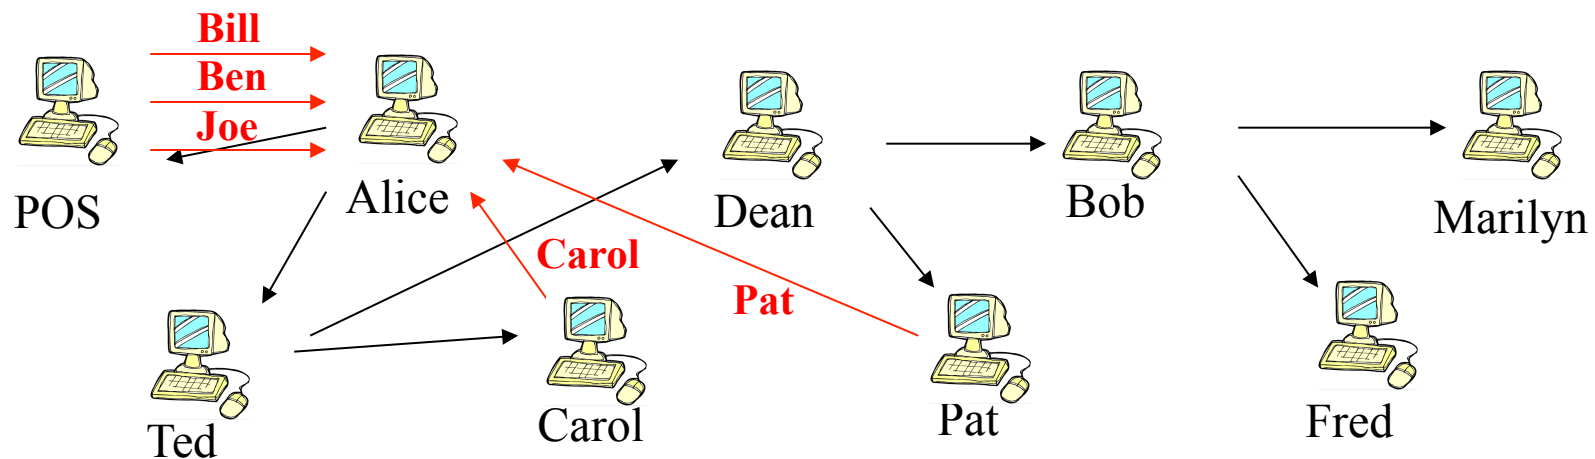 Bill
Ben
Joe
POS
Alice
Dean
Bob
Marilyn
Carol
Pat
Ted
Carol
Pat
Fred